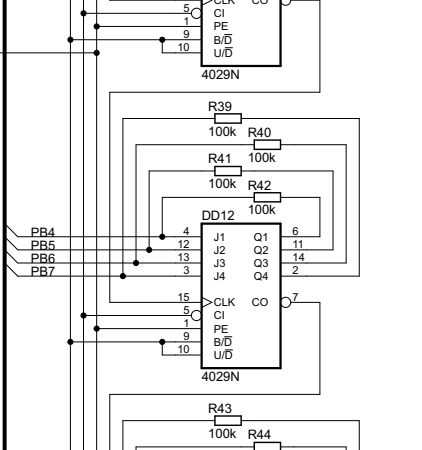 CLK CO
5 CI
1 PE
9 B/D
10 U/D
4029N
R39
100k R40
R41 100k
100k R42
DD12 100k
PB4 4 J1 Q1 6
PB5 12 J2 Q2 11
PB6 13 J3 Q3 14
PB7 3 J4 Q4 2
15 CLK CO 7
5 CI
1 PE
9 B/D
10 U/D
4029N
R43
100k R44